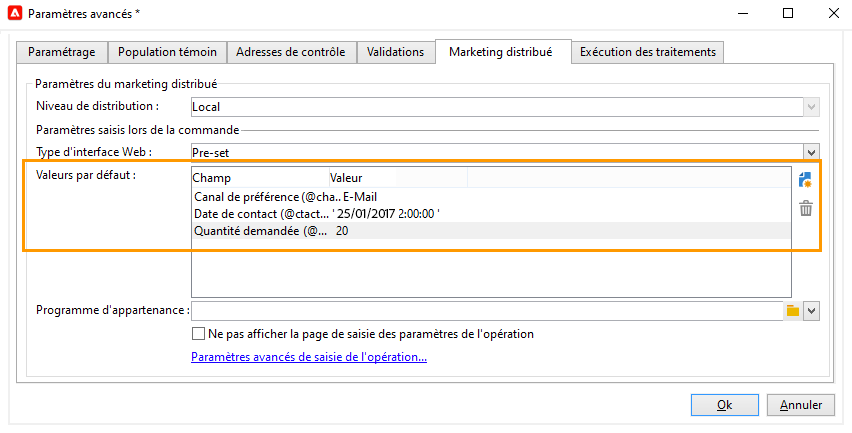 Paramètres avancés *
Paramétrage Population témoin Adresses de contrôle Validations Marketing distribué Exécution des traitements
Paramètres du marketing distribué
Niveau de distribution : Local
Paramètres saisis lors de la commande
Type d'interface Web : Pre-set
Valeurs par défaut : Champ Valeur
Canal de préférence (@cha.. E-Mail
Date de contact (@ctact... ' 25/01/2017 2:00:00 '
Quantité demandée (@... 20
Programme d'appartenance :
Ne pas afficher la page de saisie des paramètres de l'opération
Paramètres avancés de saisie de l'opération...
Ok Annuler